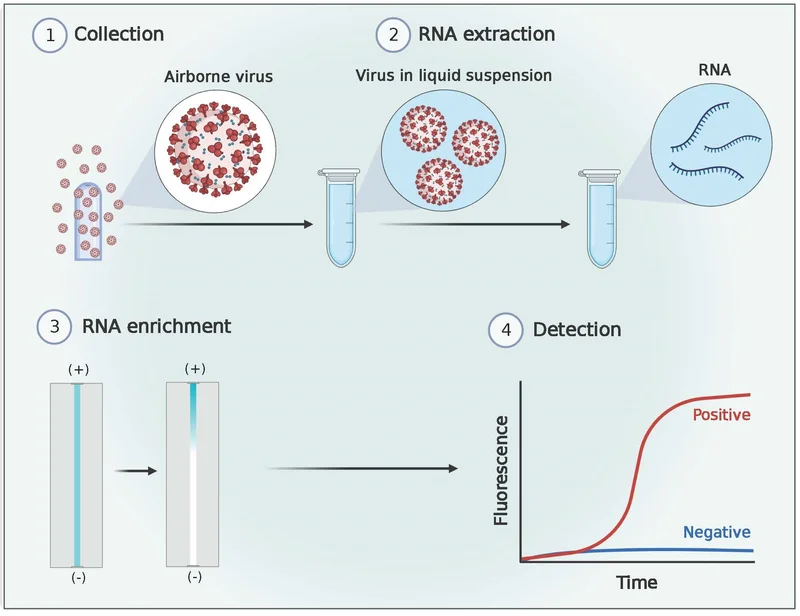 1 Collection
2 RNA extraction
Airborne virus
Virus in liquid suspension
RNA
3 RNA enrichment
4 Detection
(+)
(+)
(-)
(-)
Fluorescence
Positive
Negative
Time